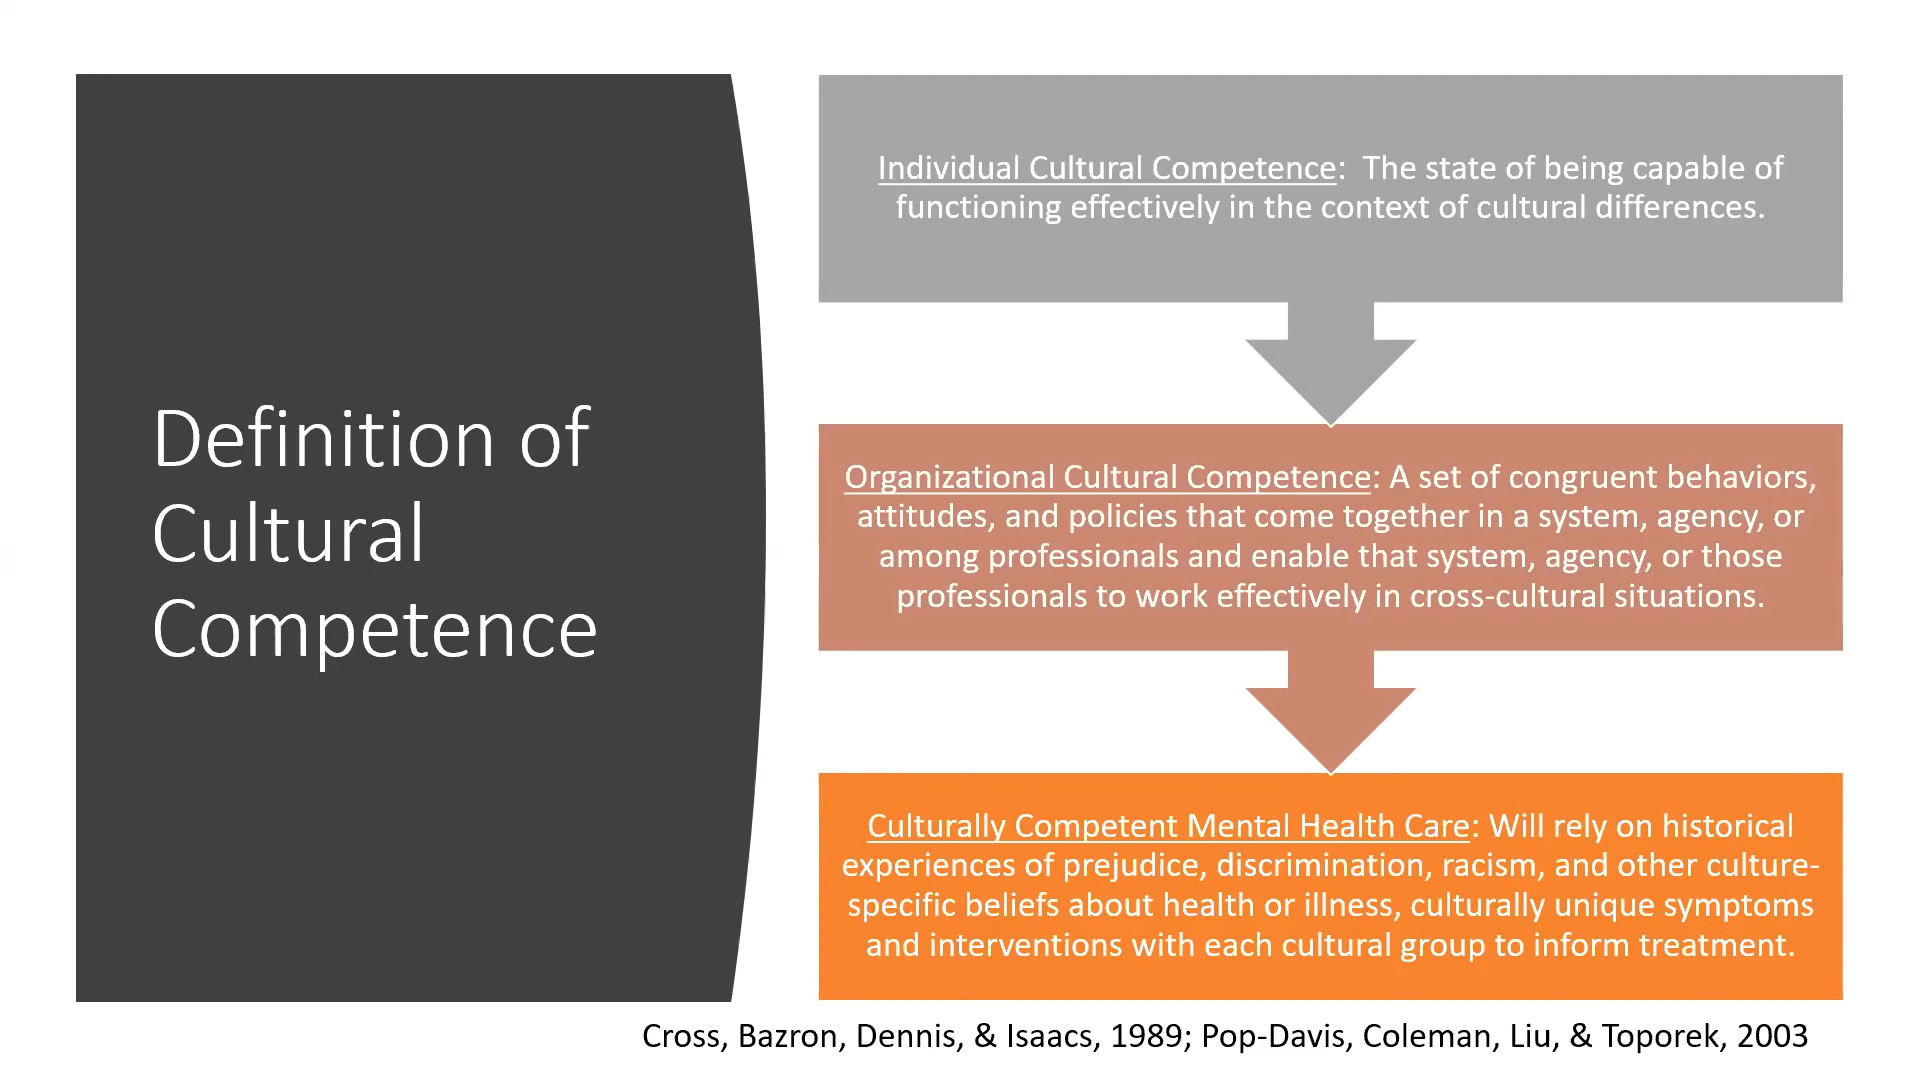 Definition of
Cultural
Competence
Individual Cultural Competence:  The state of being capable of
functioning effectively in the context of cultural differences.
Organizational Cultural Competence: A set of congruent behaviors,
attitudes, and policies that come together in a system, agency, or
among professionals and enable that system, agency, or those
professionals to work effectively in cross-cultural situations.
Culturally Competent Mental Health Care: Will rely on historical
experiences of prejudice, discrimination, racism, and other culture-
specific beliefs about health or illness, culturally unique symptoms
and interventions with each cultural group to inform treatment.
Cross, Bazron, Dennis, & Isaacs, 1989; Pop-Davis, Coleman, Liu, & Toporek, 2003